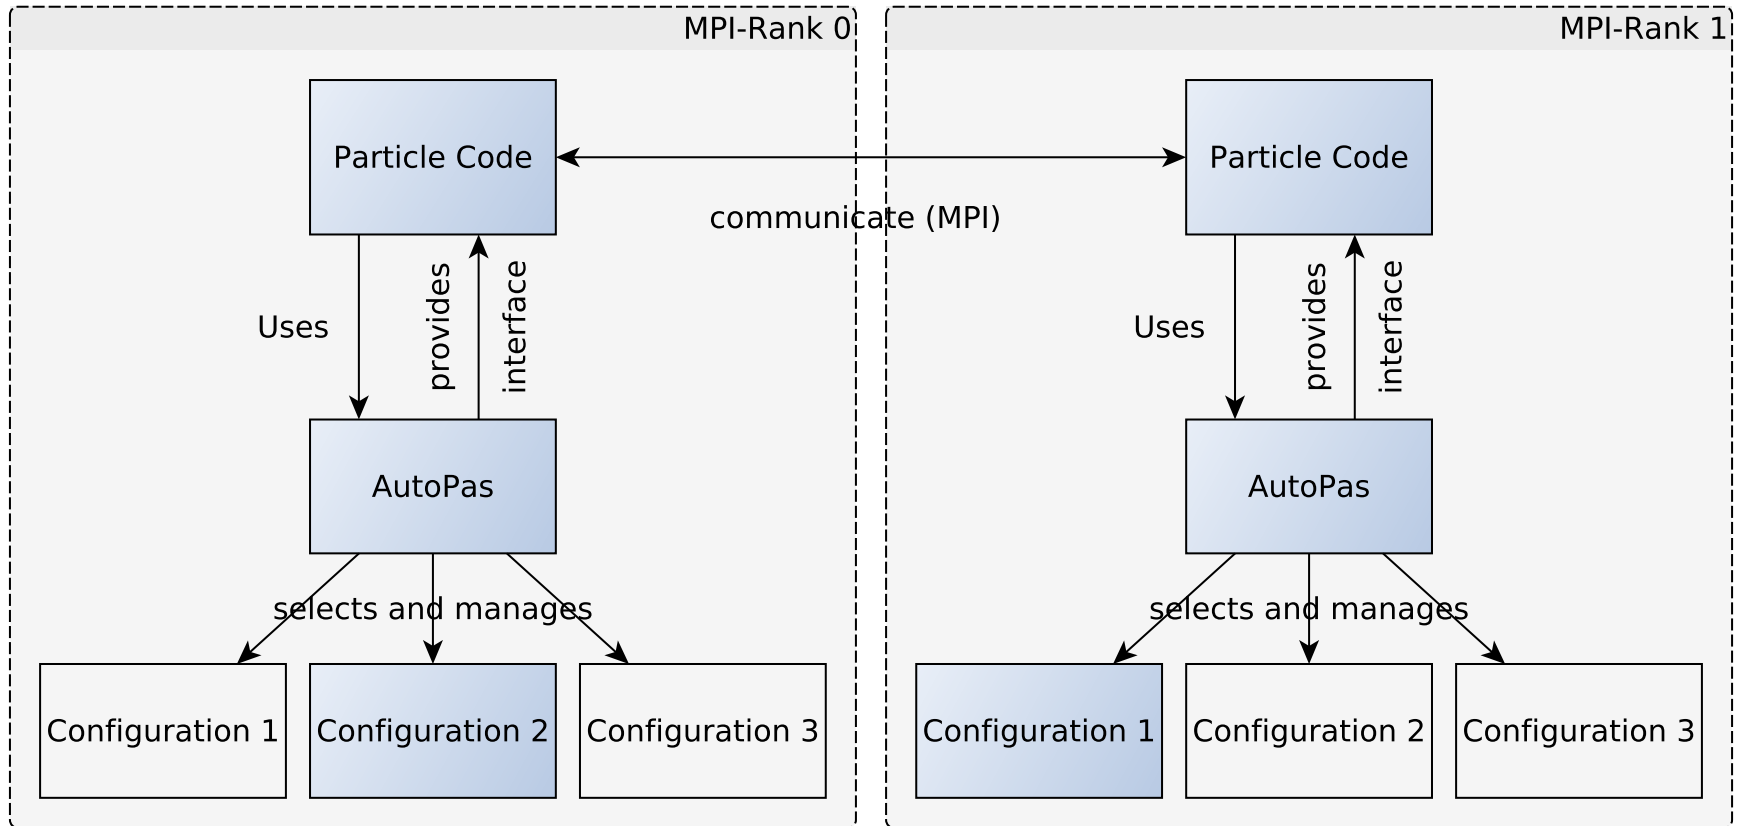 MPI-Rank 0
MPI-Rank 1
Particle Code
Particle Code
communicate (MPI)
Uses
provides
interface
Uses
provides
interface
AutoPas
AutoPas
selects and manages
selects and manages
Configuration 1
Configuration 2
Configuration 3
Configuration 1
Configuration 2
Configuration 3